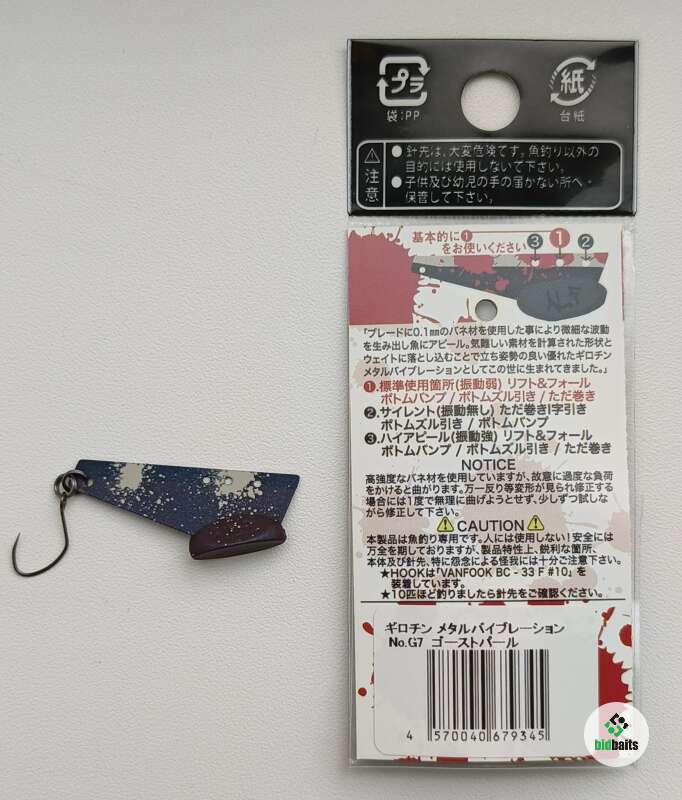 プラ
袋:PP
紙
台紙
注意
●針先は、大変危険です。魚釣り以外の
目的には使用しないで下さい。
●子供及び幼児の手の届かない所へ・
保管して下さい。
基本的に❶
をお使いください
❸ ❶ ❷
「ブレードに0.1mmのバネ材を使用した事により微細な波動
を生み出し魚にアピール。気難しい素材を計算された形状と
ウェイトに落とし込むことで立ち姿勢の良い優れたギロチン
メタルバイブレーションとしてこの世に生まれてきました。」
❶.標準使用箇所(振動弱) リフト&フォール
ボトムバンプ / ボトムズル引き / ただ巻き
❷.サイレント(振動無し) ただ巻きI字引き
ボトムズル引き / ボトムバンプ
❸.ハイアピール(振動強) リフト&フォール
ボトムバンプ / ボトムズル引き / ただ巻き
NOTICE
高強度なバネ材を使用していますが、故意に過度な負荷
をかけると曲がります。万一反り等変形が見られ修正する
場合には1度で無理に曲げようとせず、少しずつ試しな
がら修正して下さい。
CAUTION
本製品は魚釣り専用です。人には使用しない!安全には
万全を期しておりますが、製品特性上、鋭利な箇所、
本体及び針先、特に怨念による怪我には十分ご注意下さい。
★HOOKは「VANFOOK BC - 33 F #10」を
装着しています。
★10匹ほど釣りましたら針先をご確認ください。
ギロチン メタルバイブレーション
No.G7 ゴーストパール
4 570040 679345
bidbaits